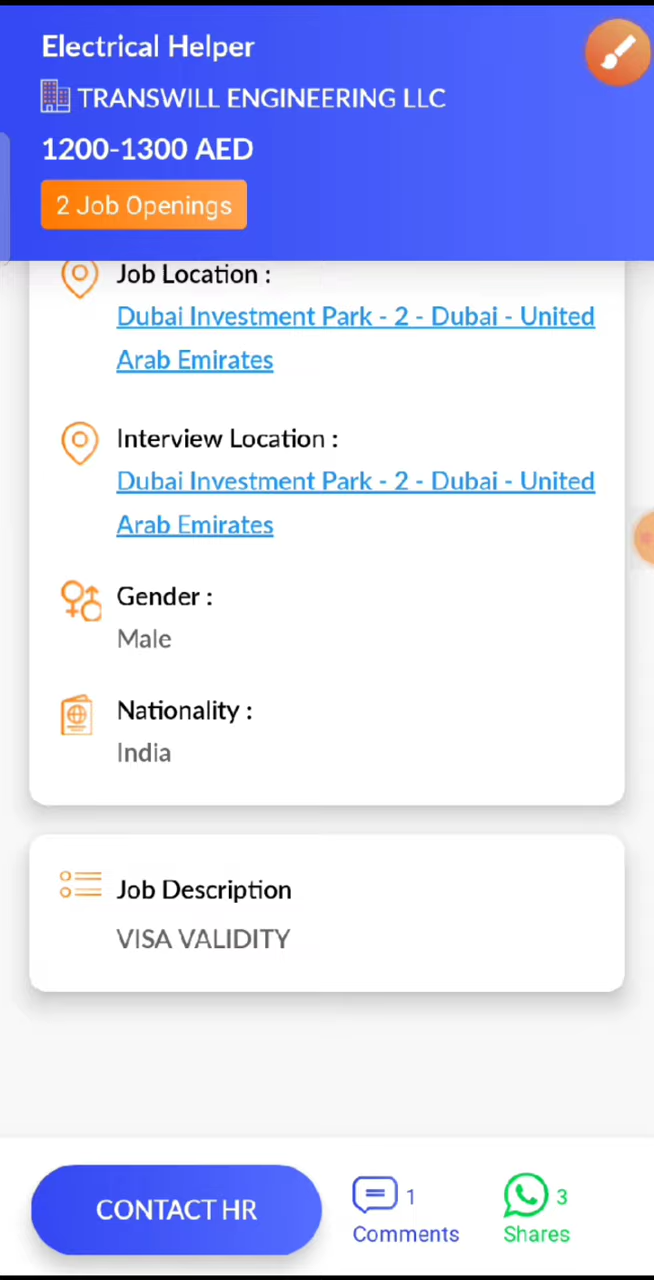 Electrical Helper
TRANSWILL ENGINEERING LLC
1200-1300 AED
2 Job Openings
Job Location :
Dubai Investment Park - 2 - Dubai - United
Arab Emirates
Interview Location :
Dubai Investment Park - 2 - Dubai - United
Arab Emirates
Gender :
Male
Nationality :
India
Job Description
VISA VALIDITY
CONTACT HR
1
Comments
3
Shares